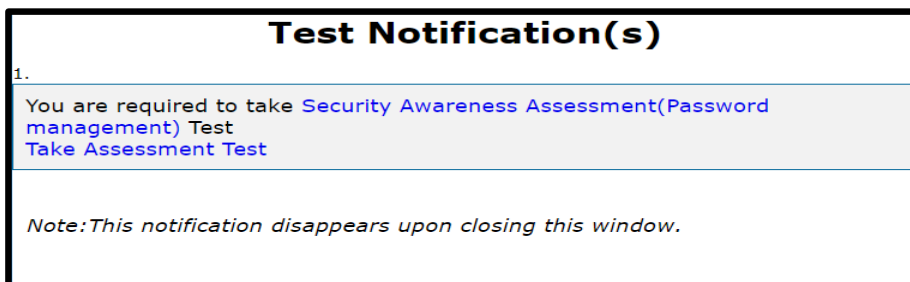 Test Notification(s)
1.
You are required to take Security Awareness Assessment(Password
management) Test
Take Assessment Test
Note:This notification disappears upon closing this window.